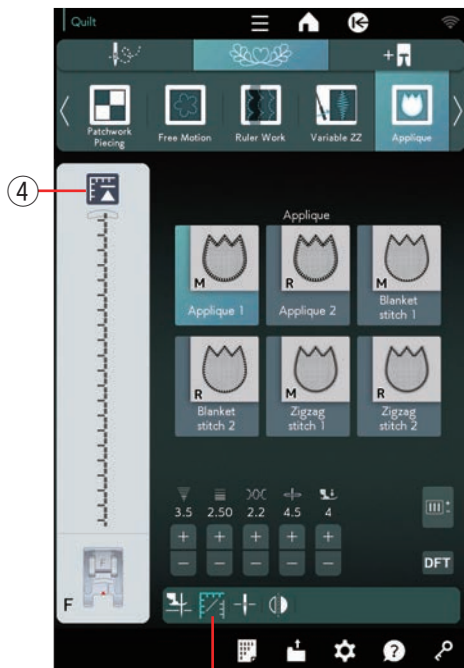 Quilt
Patchwork
Piecing
Free Motion
Ruler Work
Variable ZZ
Applique
4
Applique
M
Applique 1
R
Applique 2
M
Blanket
stitch 1
R
Blanket
stitch 2
M
Zigzag
stitch 1
R
Zigzag
stitch 2
3.5 2.50 2.2 4.5 4
+ + + + +
− − − − −
DFT
F
?